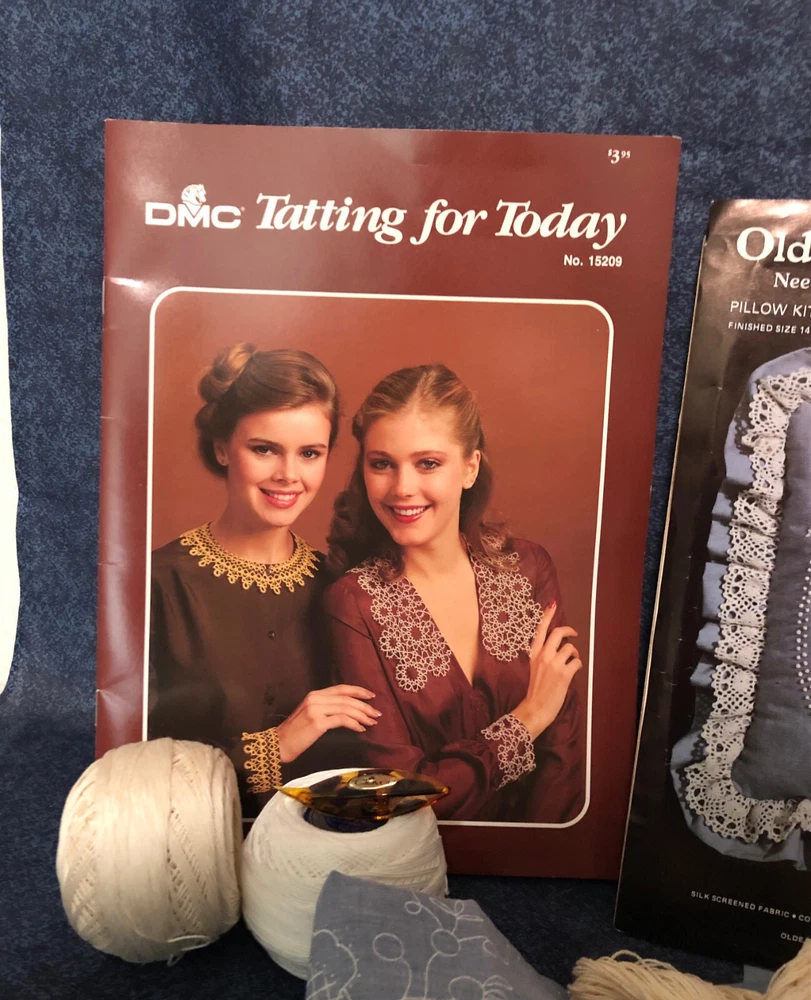 $3.95
DMC® Tatting for Today
No. 15209
Old
Nee
PILLOW KIT
FINISHED SIZE 14
SILK SCREENED FABRIC • CO
OLDE